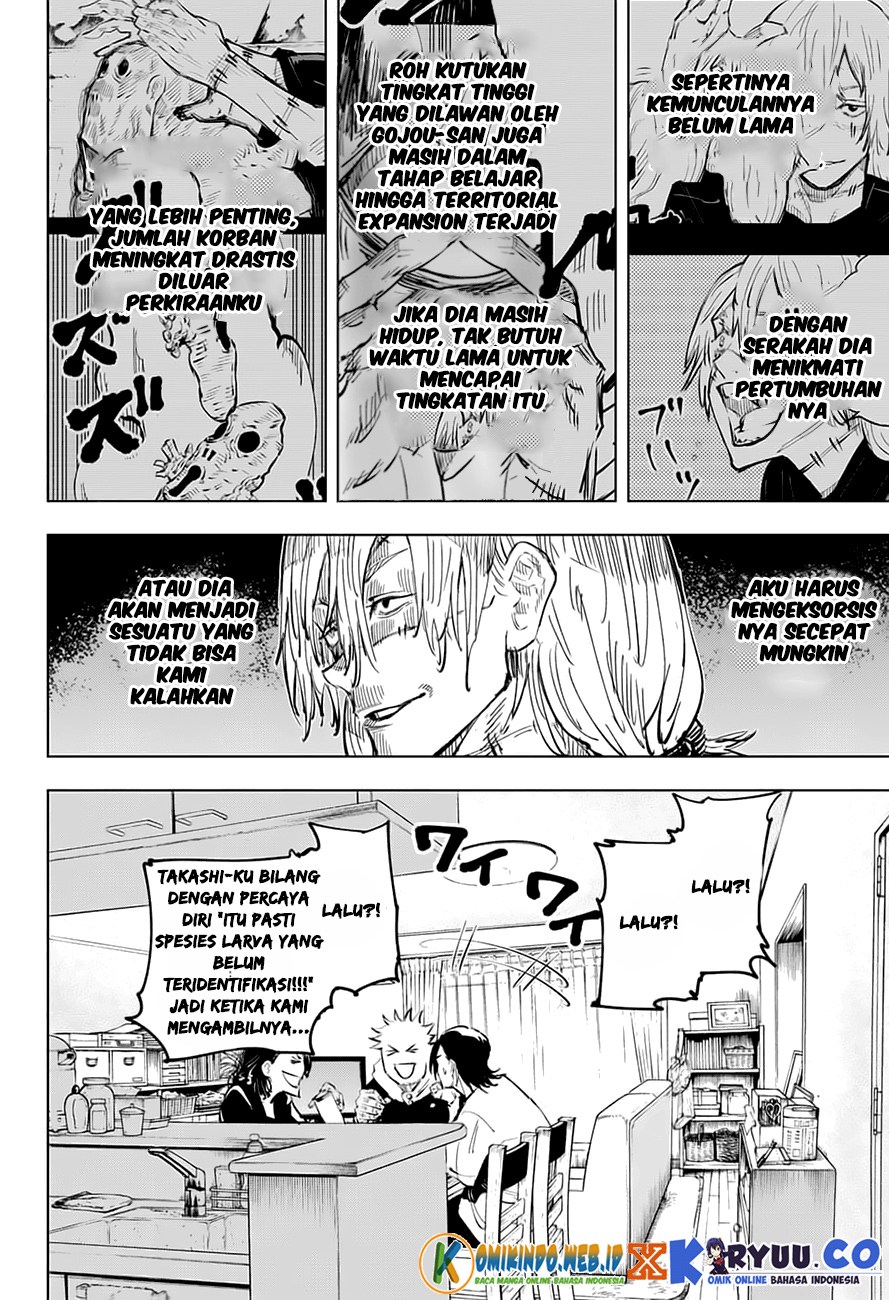 SEPERTINYA
KEMUNCULANNYA
BELUM LAMA
DENGAN
SERAKAH DIA
MENIKMATI
PERTUMBUHAN
NYA
ブ
ブ
ROH KUTUKAN
TINGKAT TINGGI
YANG DILAWAN OLEH
GOJOU-SAN JUGA
MASIH DALAM
TAHAP BELAJAR
HINGGA TERRITORIAL
EXPANSION TERJADI
JIKA DIA MASIH
HIDUP, TAK BUTUH
WAKTU LAMA UNTUK
MENCAPAI
TINGKATAN ITU
YANG LEBIH PENTING,
JUMLAH KORBAN
MENINGKAT DRASTIS
DILUAR
PERKIRAANKU
ズズ
AKU HARUS
MENGEKSORSIS
NYA SECEPAT
MUNGKIN
ATAU DIA
AKAN MENJADI
SESUATU YANG
TIDAK BISA
KAMI
KALAHKAN
LALU?!
LALU?!
ワイ
ワイ
LALU?!
TAKASHI-KU BILANG
DENGAN PERCAYA
DIRI "ITU PASTI
SPESIES LARVA YANG
BELUM
TERIDENTIFIKASI!!!"
JADI KETIKA KAMI
MENGAMBILNYA...
KOMIKINDO.WEB.ID
BACA MANGA ONLINE BAHASA INDONESIA
X
KIRYUU.CO
OMIK ONLINE BAHASA INDONESIA